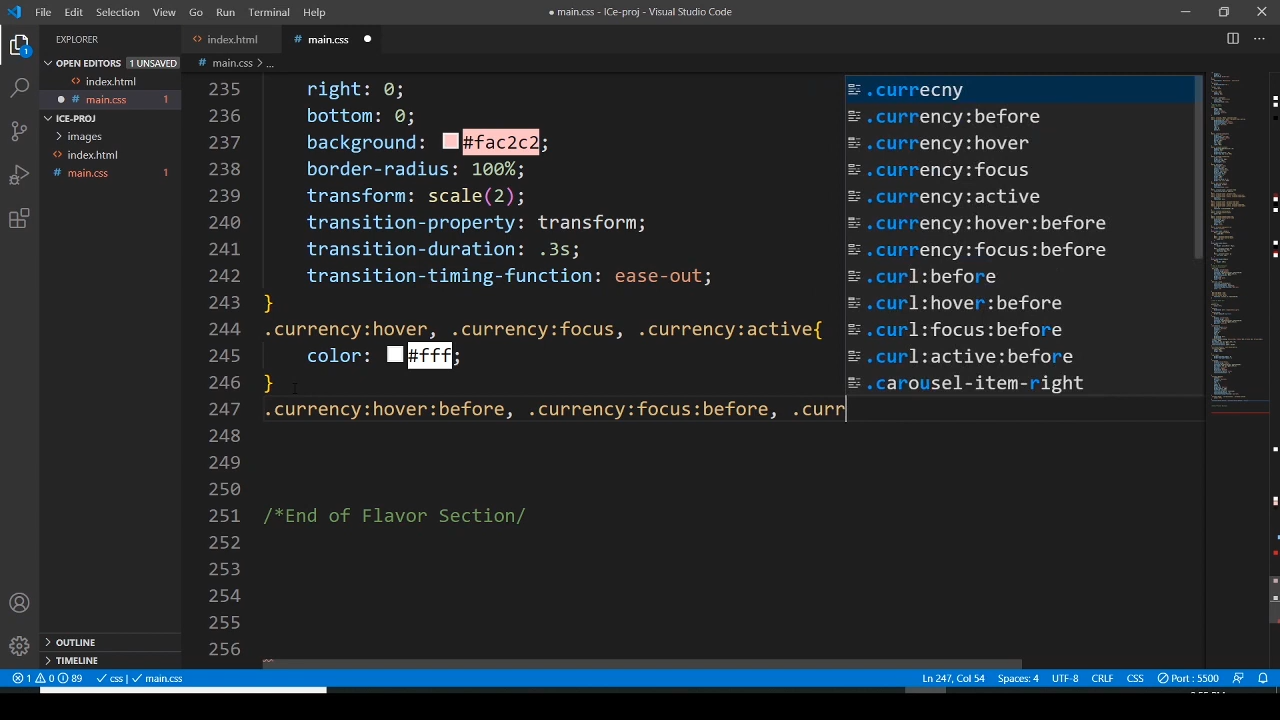 File Edit Selection View Go Run Terminal Help
● main.css - ICe-proj - Visual Studio Code
EXPLORER
index.html
main.css
OPEN EDITORS 1 UNSAVED
main.css > ...
index.html
main.css 1
ICE-PROJ
images
index.html
main.css 1
OUTLINE
TIMELINE
235 right: 0;
236 bottom: 0;
237 background: #fac2c2;
238 border-radius: 100%;
239 transform: scale(2);
240 transition-property: transform;
241 transition-duration: .3s;
242 transition-timing-function: ease-out;
243 }
244 .currency:hover, .currency:focus, .currency:active{
245 color: #fff;
246 }
247 .currency:hover:before, .currency:focus:before, .curr
248
249
250
251 /*End of Flavor Section/
252
253
254
255
256
.currecny
.currency:before
.currency:hover
.currency:focus
.currency:active
.currency:hover:before
.currency:focus:before
.curl:before
.curl:hover:before
.curl:focus:before
.curl:active:before
.carousel-item-right
1 0 89 css | main.css Ln 247, Col 54 Spaces: 4 UTF-8 CRLF CSS Port : 5500